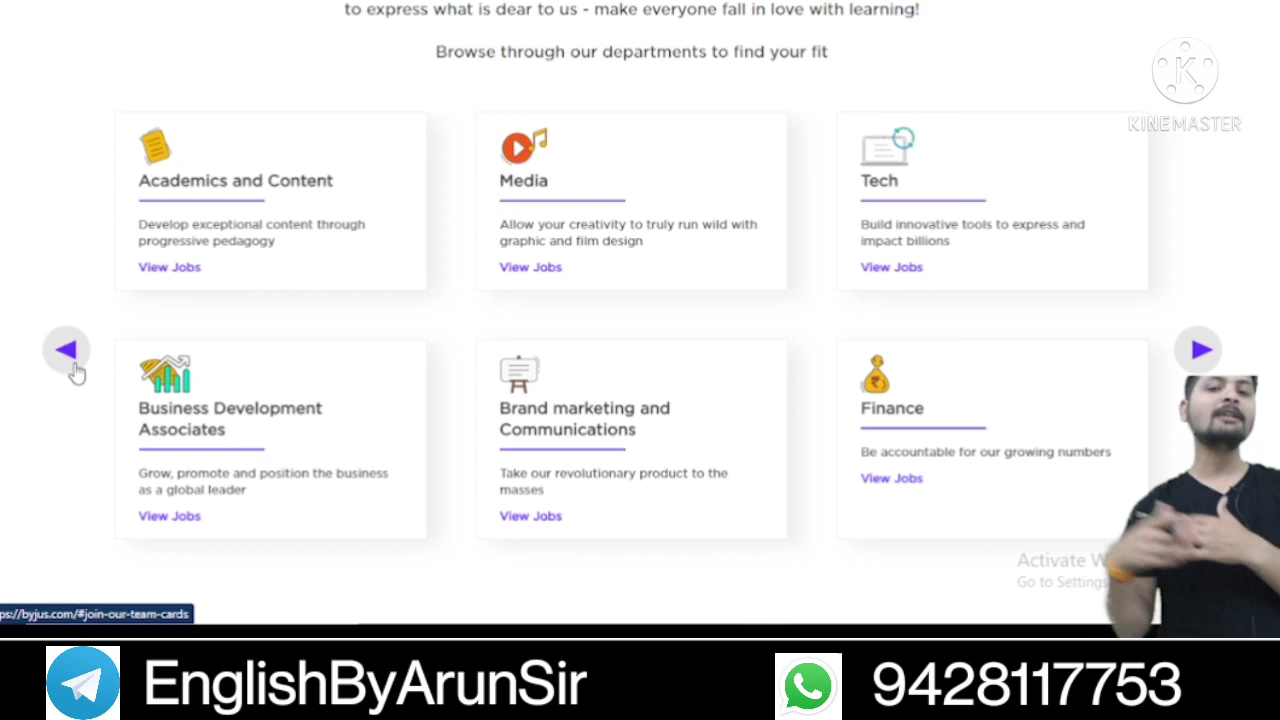 to express what is dear to us - make everyone fall in love with learning!
Browse through our departments to find your fit
K
KINEMASTER
Academics and Content
Develop exceptional content through
progressive pedagogy
View Jobs
Media
Allow your creativity to truly run wild with
graphic and film design
View Jobs
Tech
Build innovative tools to express and
impact billions
View Jobs
Business Development
Associates
Grow, promote and position the business
as a global leader
View Jobs
Brand marketing and
Communications
Take our revolutionary product to the
masses
View Jobs
Finance
Be accountable for our growing numbers
View Jobs
Activate
Go to Settings
ps://byjus.com/#join-our-team-cards
EnglishByArunSir
9428117753